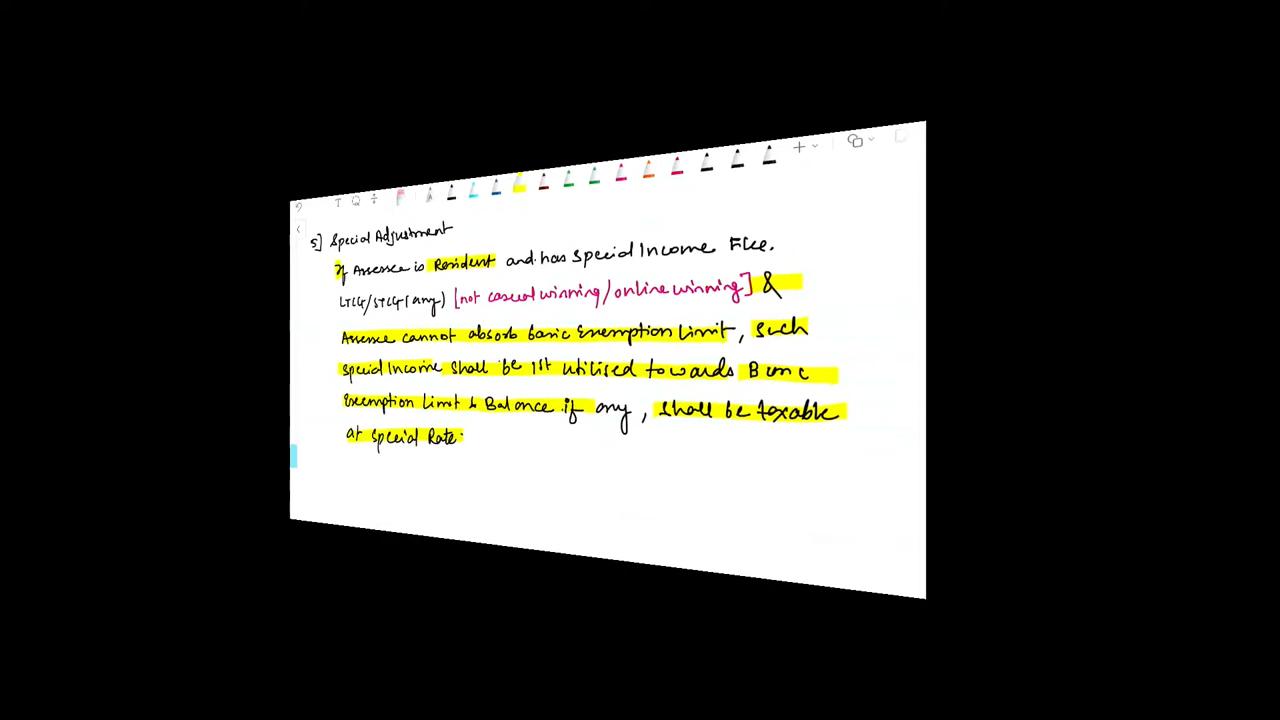 5] Special Adjustment
If Assessee is Resident and has Special Income
LTCG/STCG (any) [not casual winning/online winning] &
Assessee cannot absorb basic Exemption Limit, Such
Special Income Shall be 1st utilised towards
Exemption Limit & Balance if any, Shall be taxable
at Special Rate.